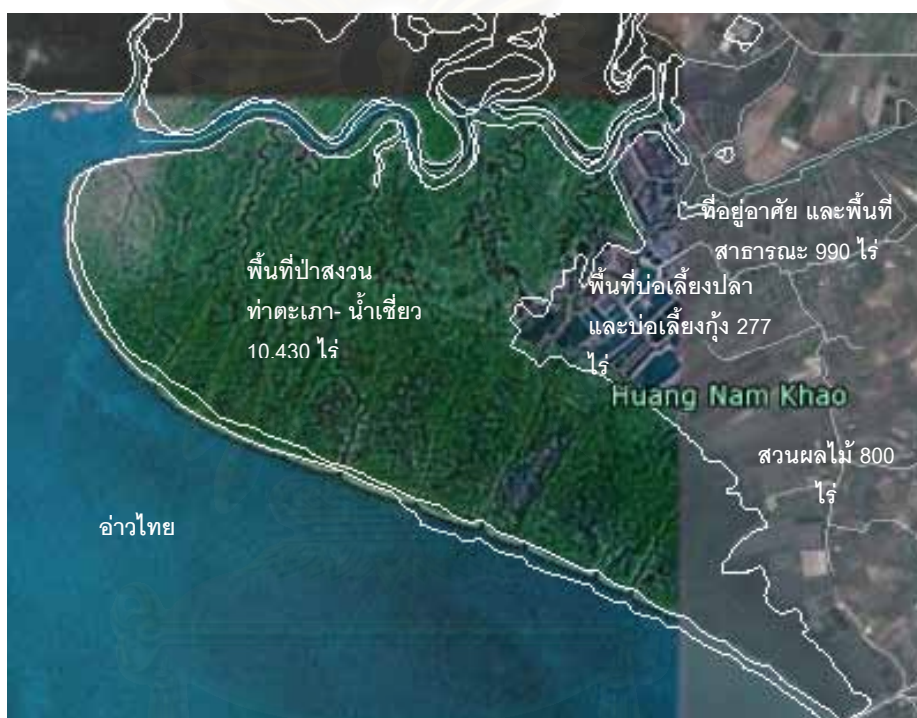 ที่อยู่อาศัย และพื้นที่
สาธารณะ 990 ไร่
พื้นที่ป่าสงวน
ท่าตะเภา- น้ำเชี่ยว
10.430 ไร่
พื้นที่บ่อเลี้ยงปลา
และบ่อเลี้ยงกุ้ง 277
ไร่
Huang Nam Khao
สวนผลไม้ 800
ไร่
อ่าวไทย